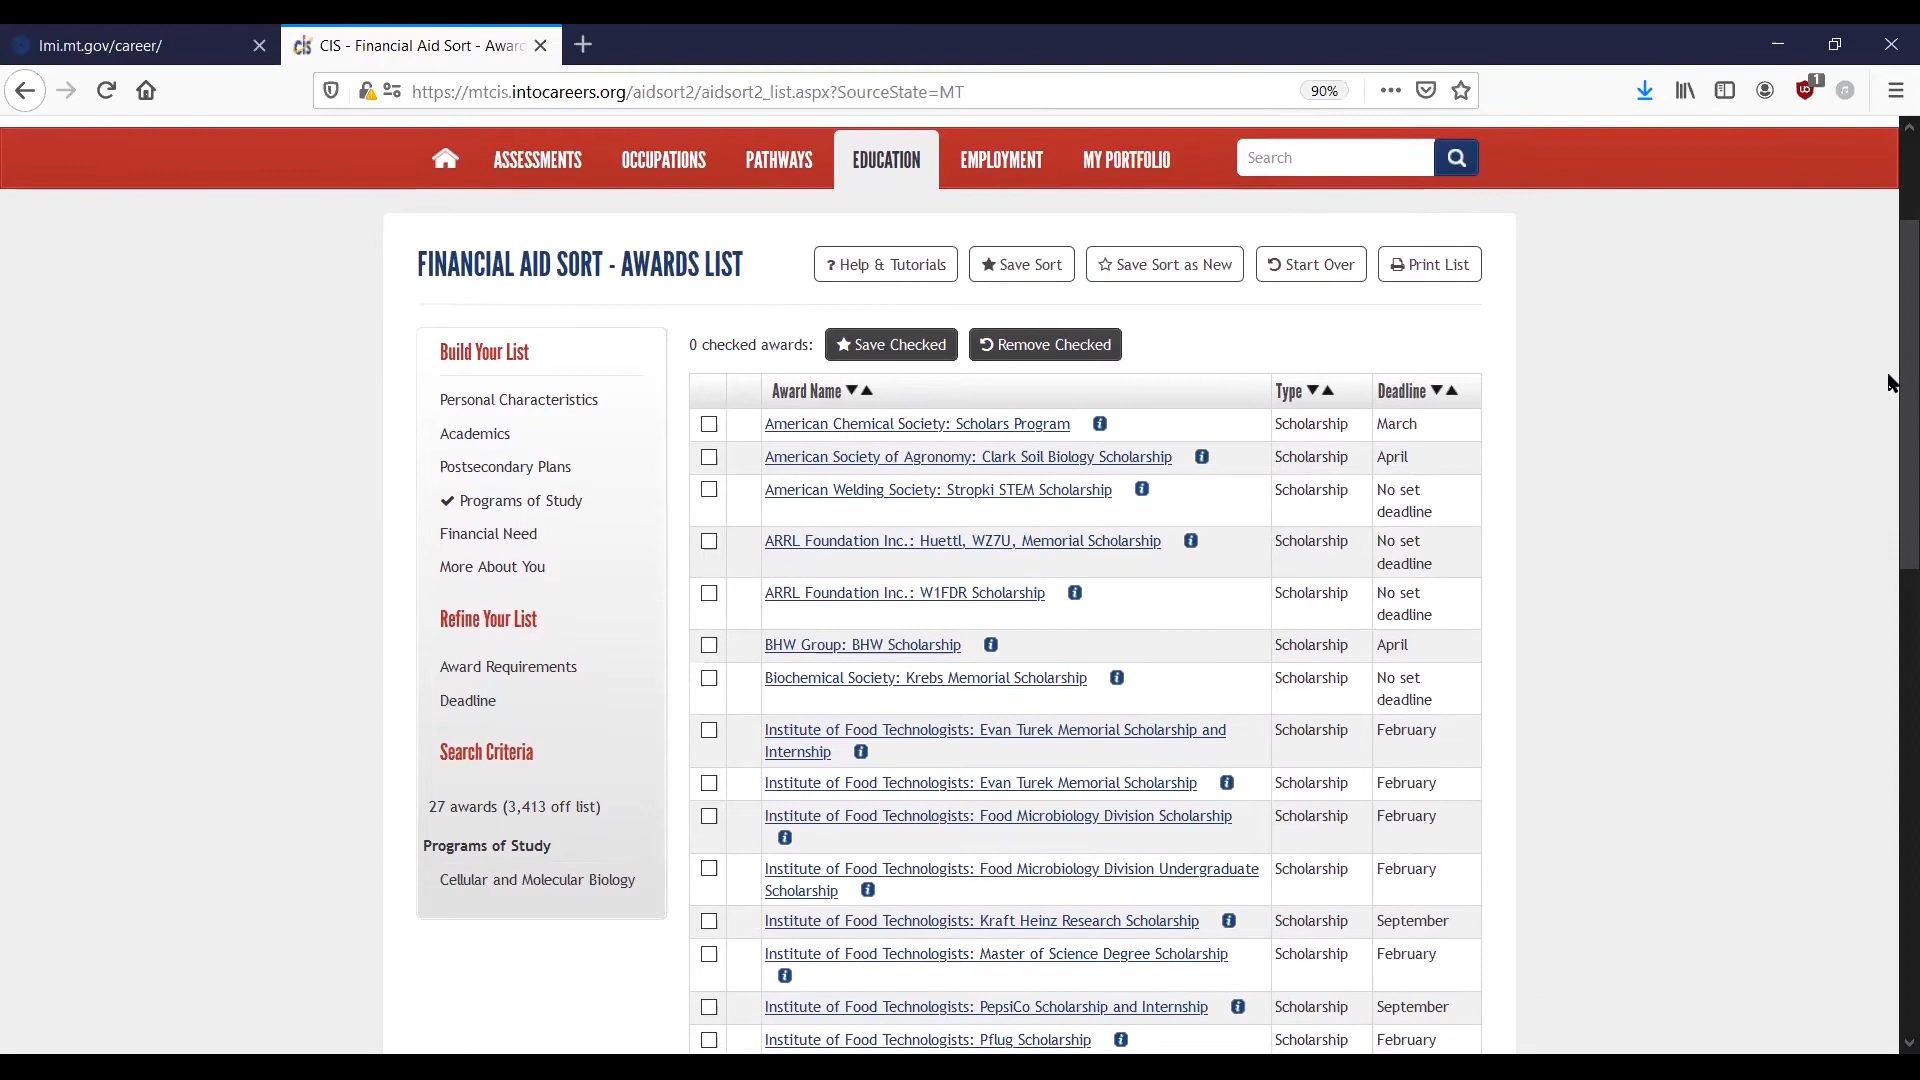 lmi.mt.gov/career/
CIS - Financial Aid Sort - Awar
https://mtcis.intocareers.org/aidsort2/aidsort2_list.aspx?SourceState=MT
90%
1
ASSESSMENTS OCCUPATIONS PATHWAYS EDUCATION EMPLOYMENT MY PORTFOLIO
Search
FINANCIAL AID SORT - AWARDS LIST
? Help & Tutorials
Save Sort
Save Sort as New
Start Over
Print List
Build Your List
Personal Characteristics
Academics
Postsecondary Plans
Programs of Study
Financial Need
More About You
Refine Your List
Award Requirements
Deadline
Search Criteria
27 awards (3,413 off list)
Programs of Study
Cellular and Molecular Biology
0 checked awards: Save Checked Remove Checked
Award Name ▼▲ Type ▼▲ Deadline ▼▲
American Chemical Society: Scholars Program Scholarship March
American Society of Agronomy: Clark Soil Biology Scholarship Scholarship April
American Welding Society: Stropki STEM Scholarship Scholarship No set
deadline
ARRL Foundation Inc.: Huettl, WZ7U, Memorial Scholarship Scholarship No set
deadline
ARRL Foundation Inc.: W1FDR Scholarship Scholarship No set
deadline
BHW Group: BHW Scholarship Scholarship April
Biochemical Society: Krebs Memorial Scholarship Scholarship No set
deadline
Institute of Food Technologists: Evan Turek Memorial Scholarship and Scholarship February
Internship
Institute of Food Technologists: Evan Turek Memorial Scholarship Scholarship February
Institute of Food Technologists: Food Microbiology Division Scholarship Scholarship February
Institute of Food Technologists: Food Microbiology Division Undergraduate Scholarship February
Scholarship
Institute of Food Technologists: Kraft Heinz Research Scholarship Scholarship September
Institute of Food Technologists: Master of Science Degree Scholarship Scholarship February
Institute of Food Technologists: PepsiCo Scholarship and Internship Scholarship September
Institute of Food Technologists: Pflug Scholarship Scholarship February